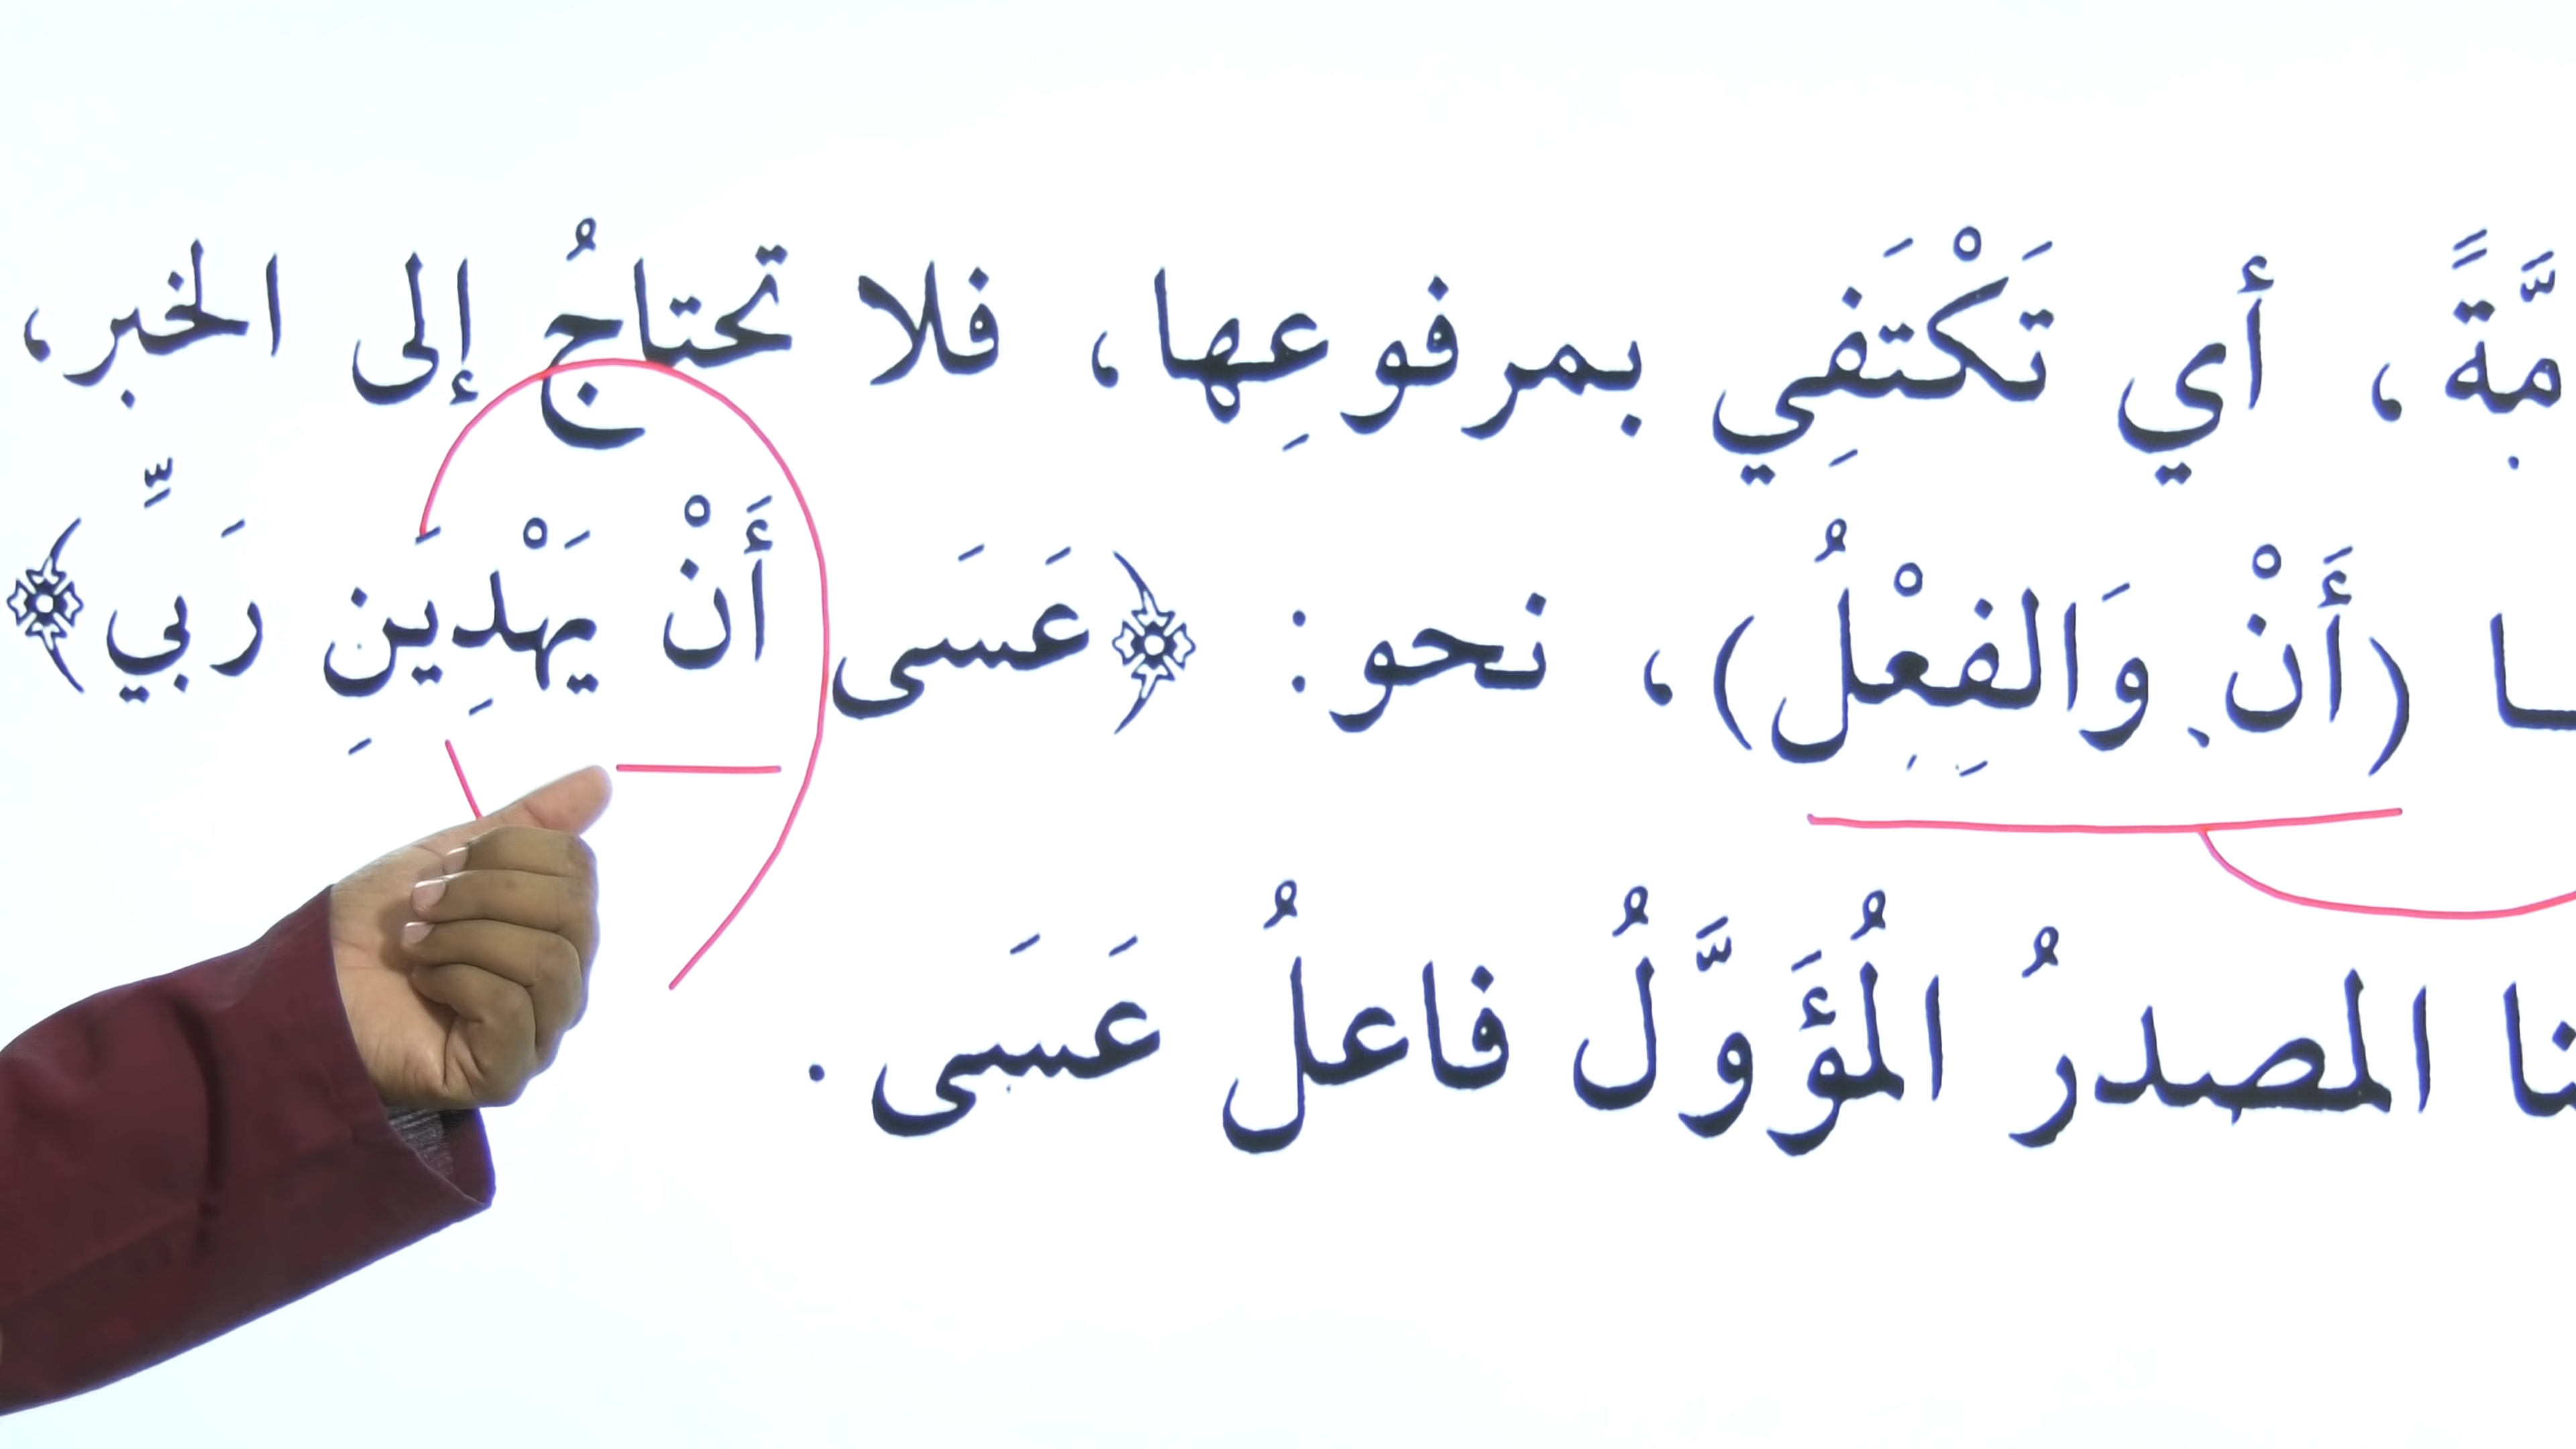 أي تَكْتَفِي بمرفوعِها، فلا تحتاجُ إلى الخبر،
(أَنْ وَالفِعْلُ)، نحو: ﴿عَسَى أَنْ يَهْدِيَنِ رَبِّي﴾
المصدرُ المُؤَوَّلُ فاعلُ عَسَى.